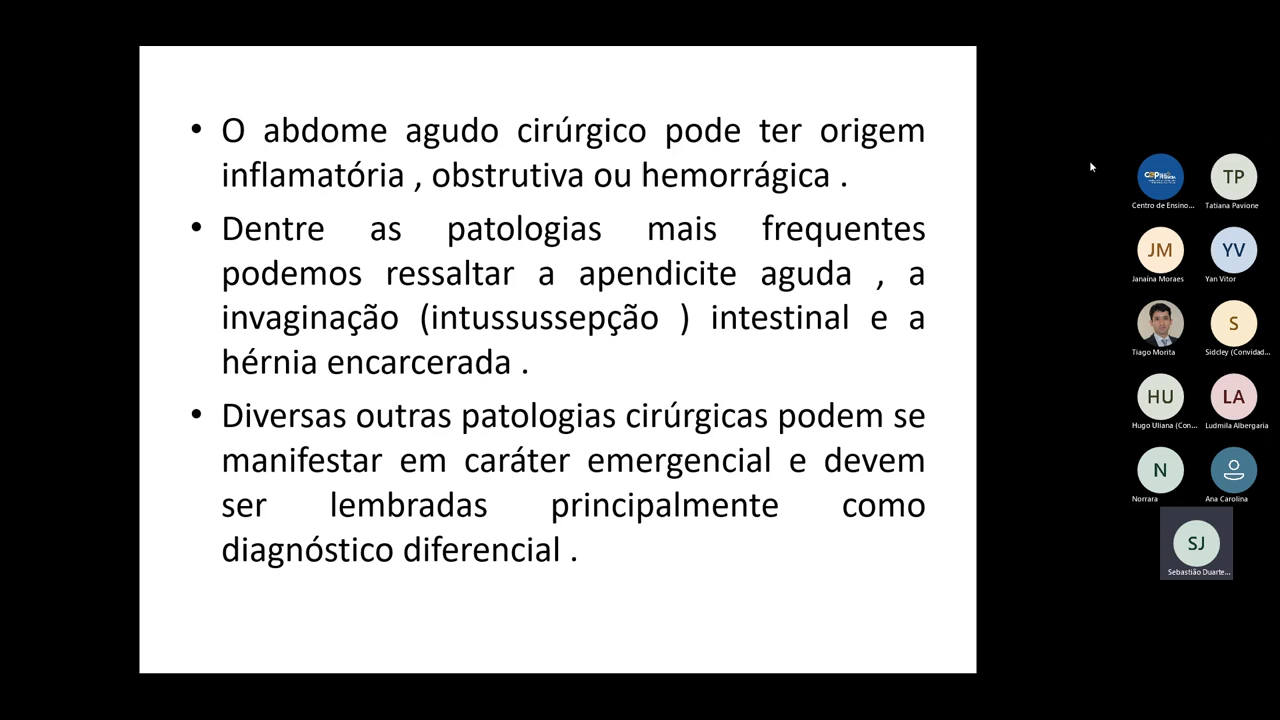 • O abdome agudo cirúrgico pode ter origem
inflamatória , obstrutiva ou hemorrágica .
• Dentre as patologias mais frequentes
podemos ressaltar a apendicite aguda , a
invaginação (intussussepção ) intestinal e a
hérnia encarcerada .
• Diversas outras patologias cirúrgicas podem se
manifestar em caráter emergencial e devem
ser lembradas principalmente como
diagnóstico diferencial .
Centro de Ensino...
TP
Tatiana Pavione
JM
Janaína Moraes
YV
Yan Vitor
Tiago Morita
S
Sidcley (Convidad...
HU
Hugo Uliana (Con...
LA
Ludmila Albergaria
N
Norrara
Ana Carolina
SJ
Sebastião Duarte...